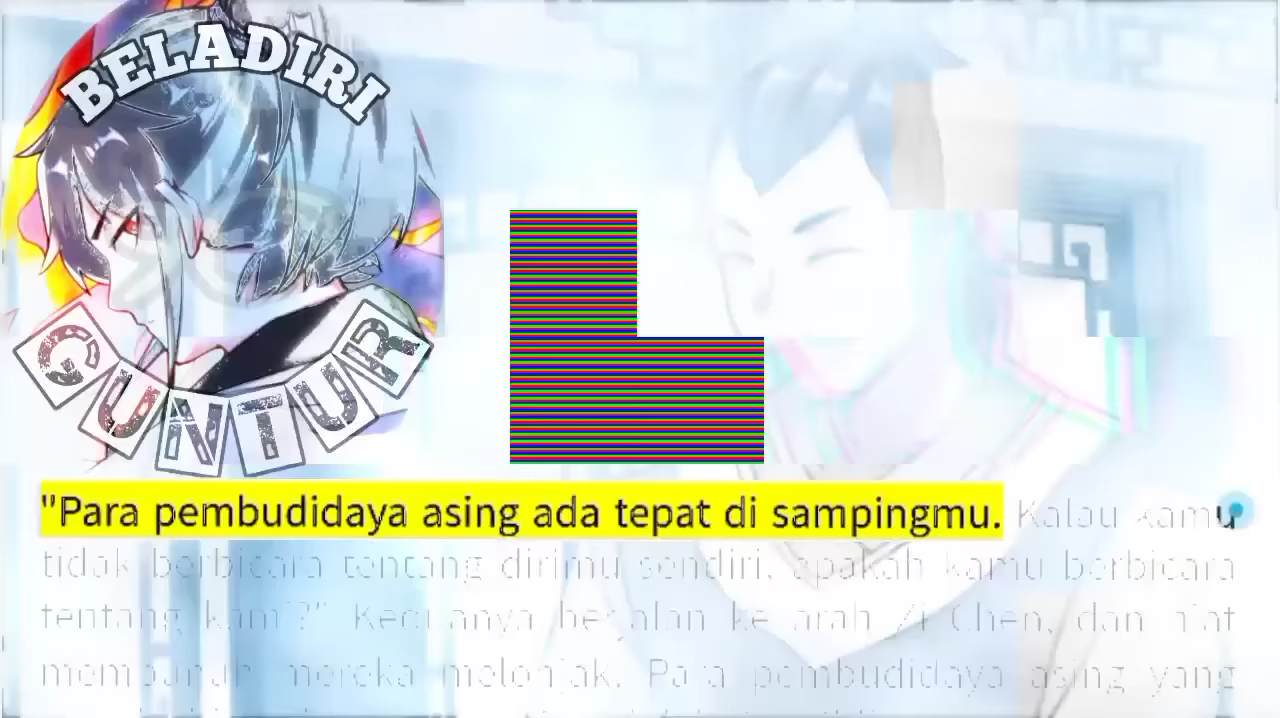 BELADIRI
GUNTUR
"Para pembudidaya asing ada tepat di sampingmu. Kalau kamu
tidak berbicara tentang dirimu sendiri, apakah kamu berbicara
tentang kami?" Keduanya berjalan ke arah Zi Chen, dan niat
membunuh mereka melonjak. Para pembudidaya asing yang